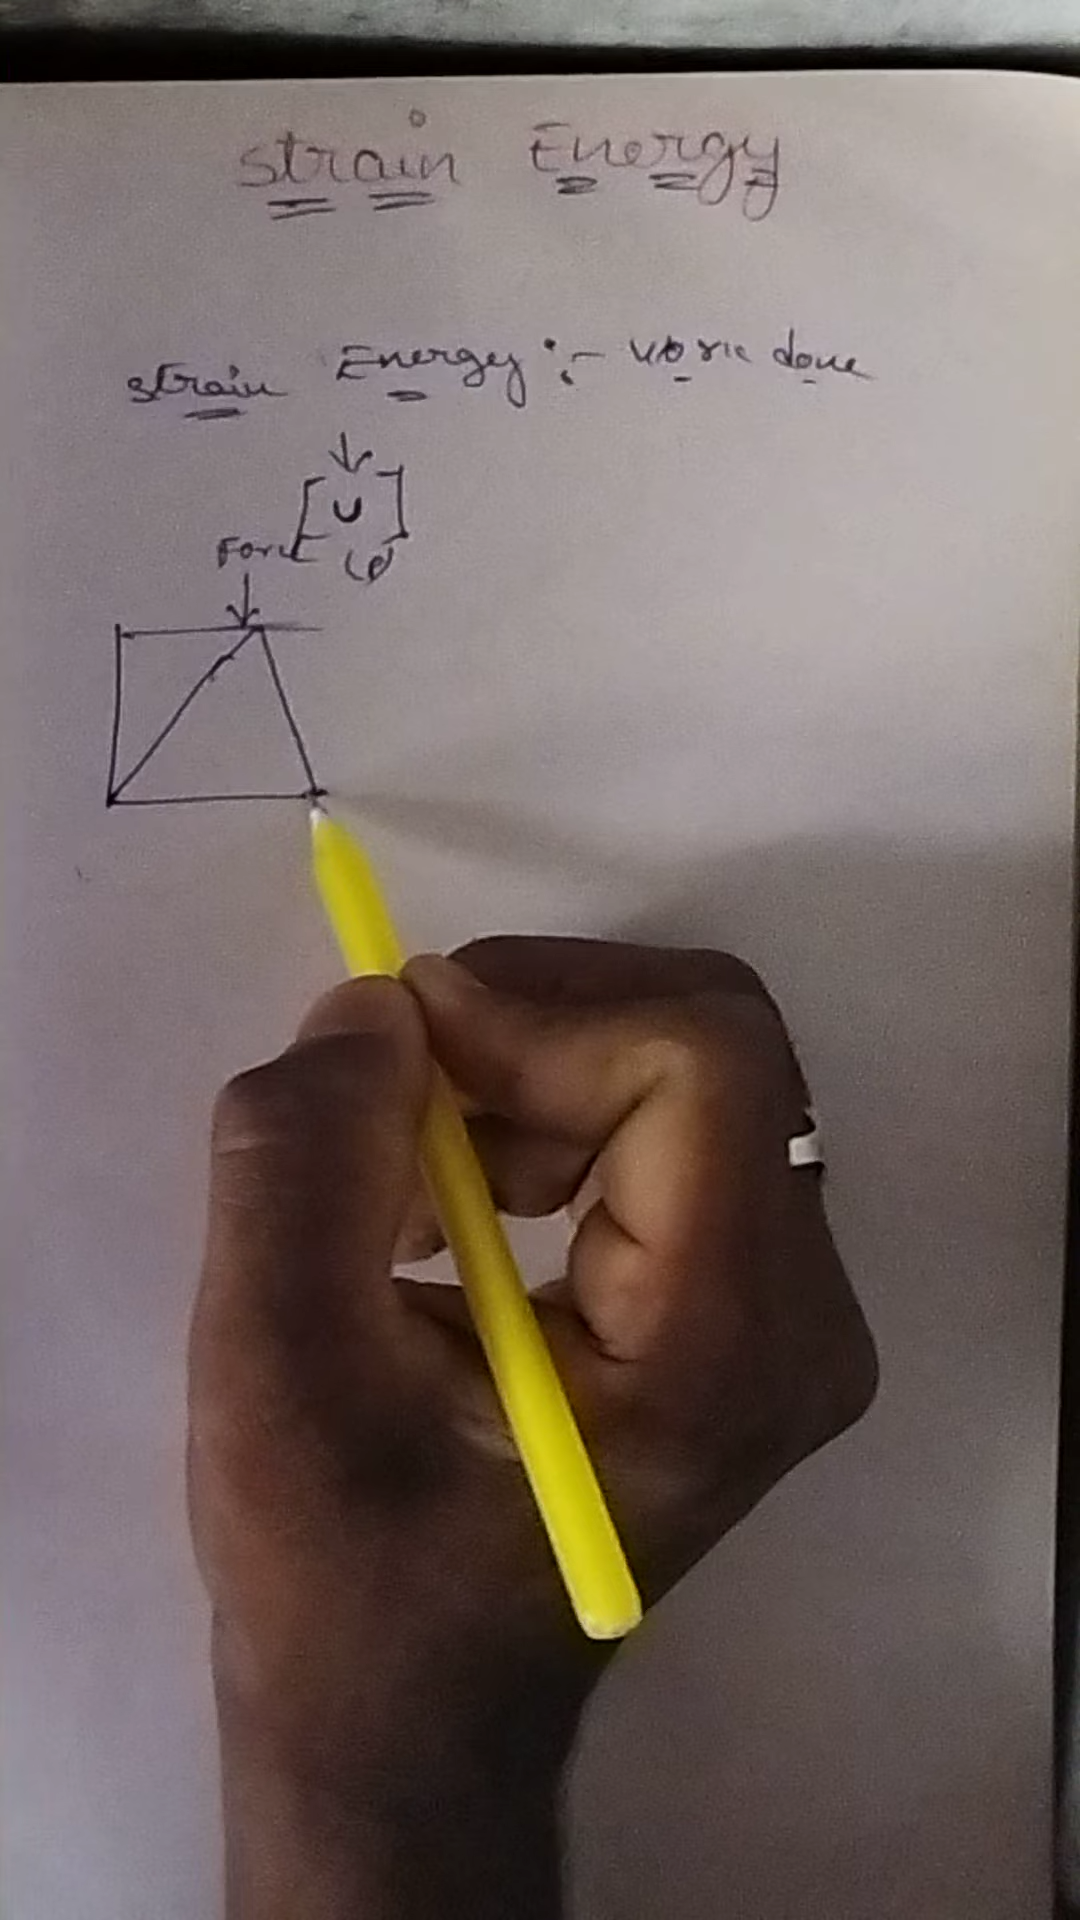 Strain Energy
Strain Energy :- work done
↓
[U]
Force
↓